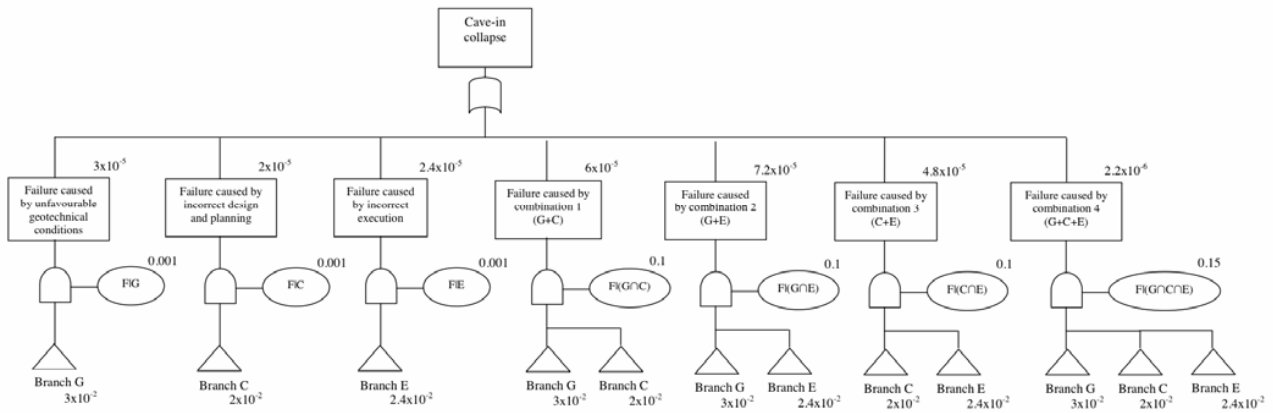 Cave-in
collapse
3x10⁻⁵
2x10⁻⁵
2.4x10⁻⁵
6x10⁻⁵
7.2x10⁻⁵
4.8x10⁻⁵
2.2x10⁻⁶
Failure caused
by unfavourable
geotechnical
conditions
Failure caused by
incorrect design
and planning
Failure caused
by incorrect
execution
Failure caused by
combination 1
(G+C)
Failure caused
by combination 2
(G+E)
Failure caused by
combination 3
(C+E)
Failure caused by
combination 4
(G+C+E)
0.001
F|G
0.001
F|C
0.001
F|E
0.1
F|(G∩C)
0.1
F|(G∩E)
0.1
F|(C∩E)
0.15
F|(G∩C∩E)
Branch G
3x10⁻²
Branch C
2x10⁻²
Branch E
2.4x10⁻²
Branch G
3x10⁻²
Branch C
2x10⁻²
Branch G
3x10⁻²
Branch E
2.4x10⁻²
Branch C
2x10⁻²
Branch E
2.4x10⁻²
Branch G
3x10⁻²
Branch C
2x10⁻²
Branch E
2.4x10⁻²